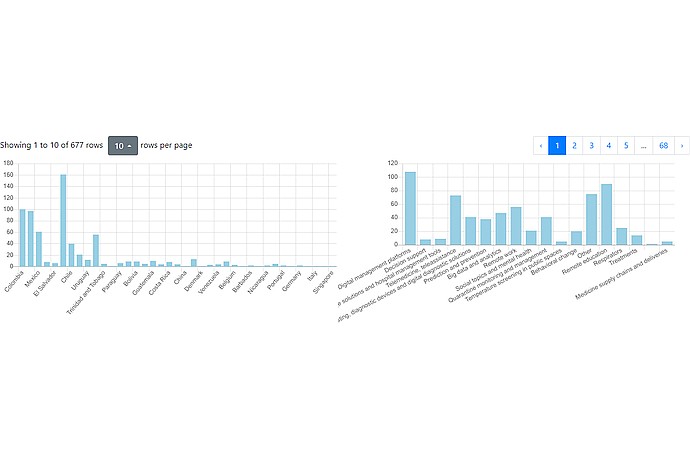 Showing 1 to 10 of 677 rows 10 rows per page
‹ 1 2 3 4 5 ... 68 ›
180
160
140
120
100
80
60
40
20
0
Colombia
Mexico
El Salvador
Chile
Uruguay
Trinidad and Tobago
Paraguay
Bolivia
Guatemala
Costa Rica
China
Denmark
Venezuela
Belgium
Barbados
Nicaragua
Portugal
Germany
Italy
Singapore
120
100
80
60
40
20
0
Digital management platforms
Decision support
e solutions and hospital management tools
Telemedicine, teleassistance
ting, diagnostic devices and digital diagnostic solutions
Prediction and prevention
Big data and analytics
Remote work
Social topics and mental health
Quarantine monitoring and management
Temperature screening in public spaces
Behavioral change
Other
Remote education
Respirators
Treatments
Medicine supply chains and deliveries